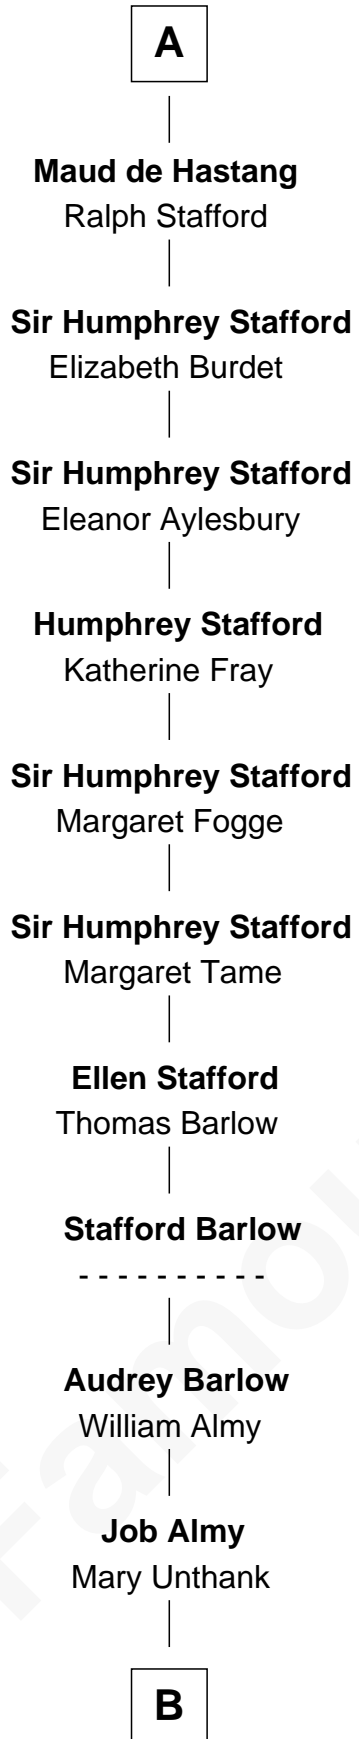 A
Maud de Hastang
Ralph Stafford
Sir Humphrey Stafford
Elizabeth Burdet
Sir Humphrey Stafford
Eleanor Aylesbury
Humphrey Stafford
Katherine Fray
Sir Humphrey Stafford
Margaret Fogge
Sir Humphrey Stafford
Margaret Tame
Ellen Stafford
Thomas Barlow
Stafford Barlow
- - - - - - - - - -
Audrey Barlow
William Almy
Job Almy
Mary Unthank
B